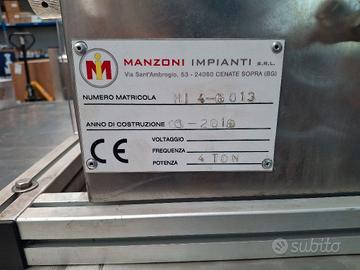 MANZONI IMPIANTI S.R.L.
Via Sant'Ambrogio, 53 - 24060 CENATE SOPRA (BG)
NUMERO MATRICOLA
ANNO DI COSTRUZIONE
VOLTAGGIO
CE
FREQUENZA
POTENZA 4 TON
subito